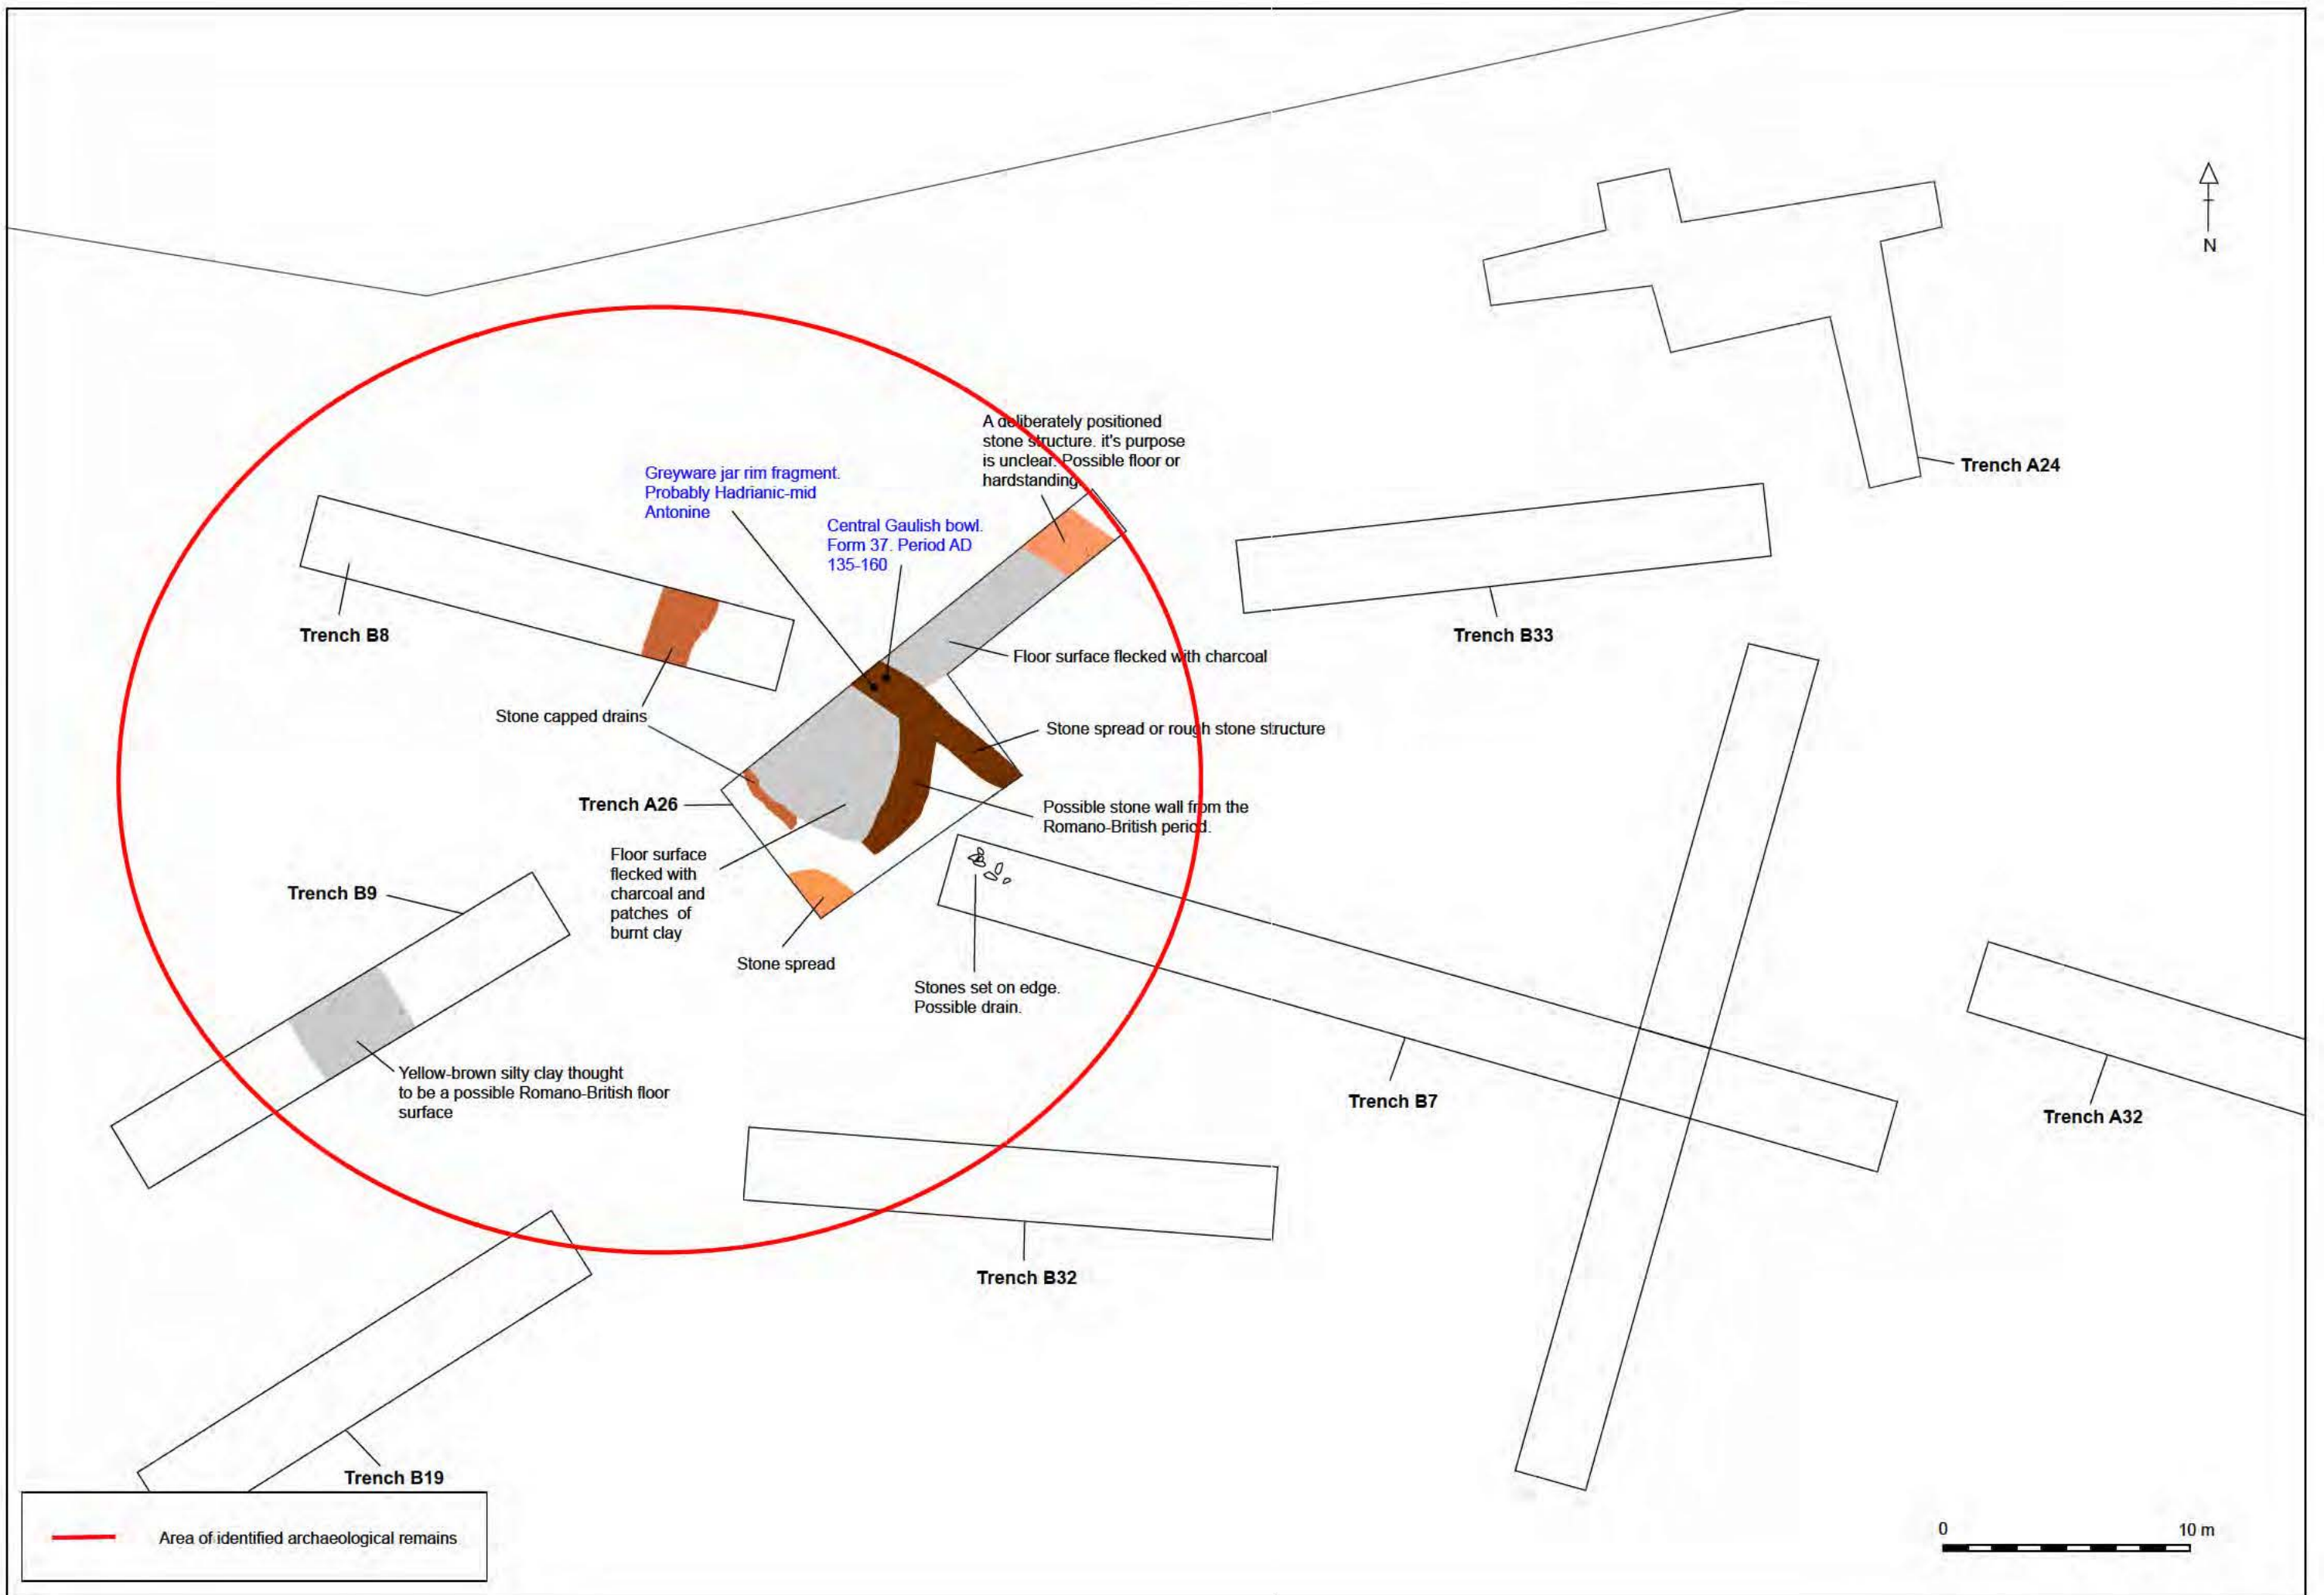 N
A deliberately positioned
stone structure. it's purpose
is unclear. Possible floor or
hardstanding.
Trench A24
Greyware jar rim fragment.
Probably Hadrianic-mid
Antonine
Central Gaulish bowl.
Form 37. Period AD
135-160
Trench B8
Trench B33
Floor surface flecked with charcoal
Stone capped drains
Stone spread or rough stone structure
Trench A26
Possible stone wall from the
Romano-British period.
Floor surface
flecked with
charcoal and
patches of
burnt clay
Trench B9
Stone spread
Stones set on edge.
Possible drain.
Yellow-brown silty clay thought
to be a possible Romano-British floor
surface
Trench B7
Trench A32
Trench B32
Trench B19
Area of identified archaeological remains
0
10 m